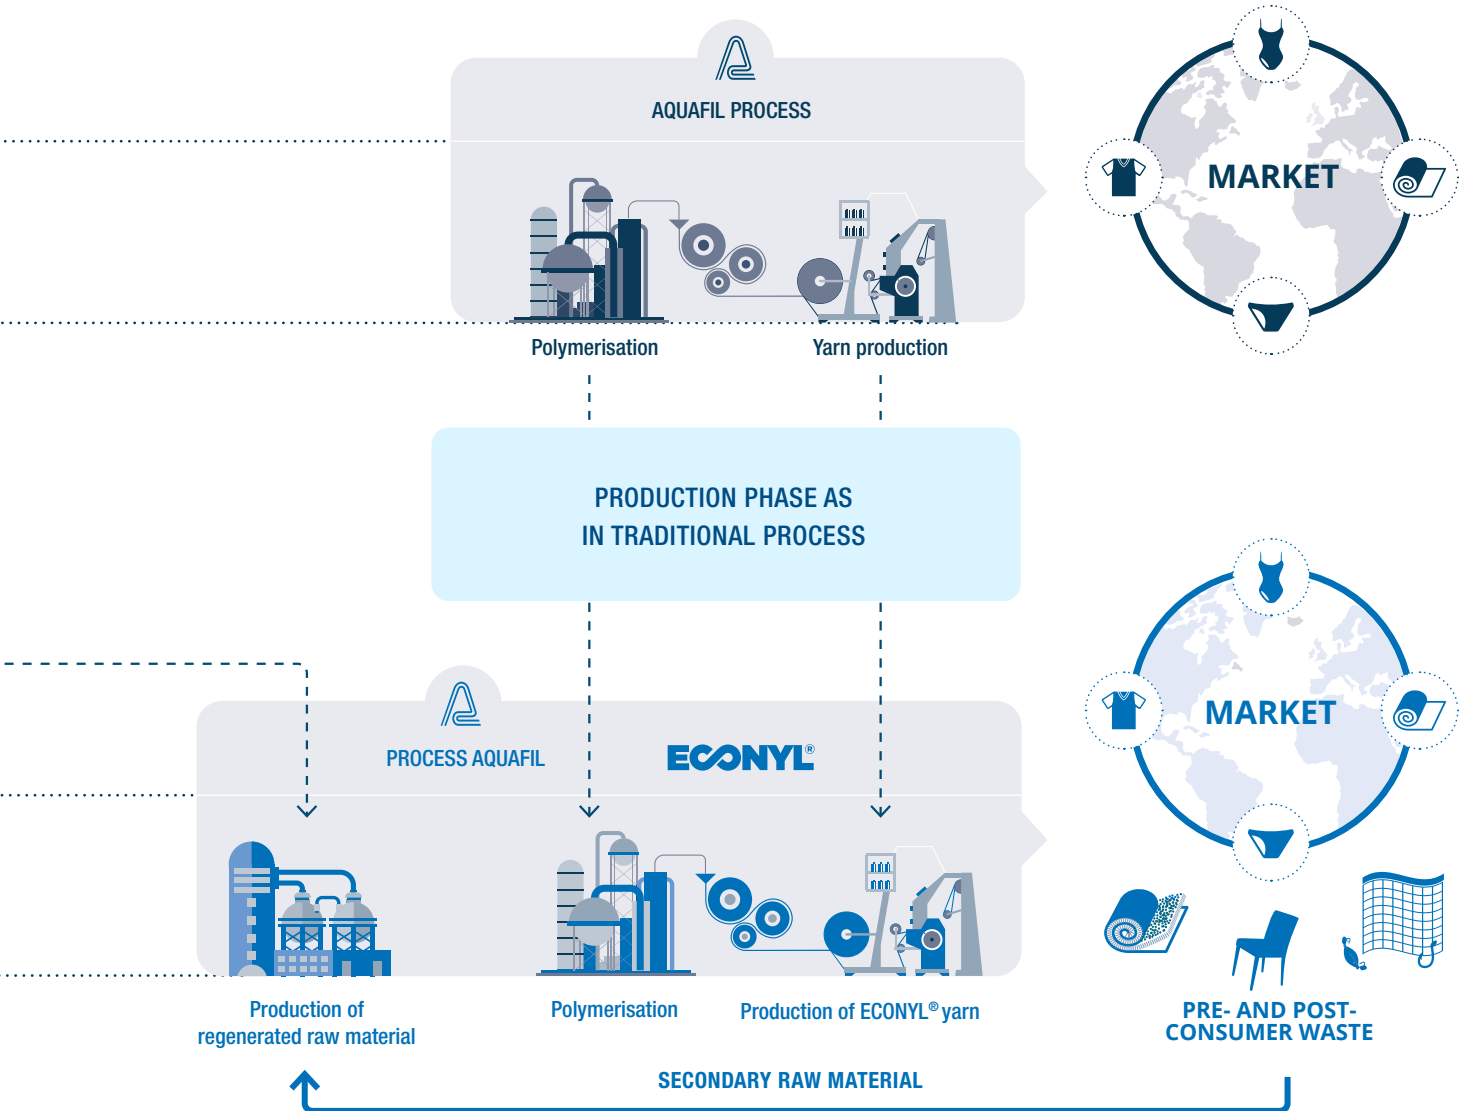 AQUAFIL PROCESS
MARKET
Polymerisation
Yarn production
PRODUCTION PHASE AS
IN TRADITIONAL PROCESS
PROCESS AQUAFIL
ECONYL®
MARKET
Production of
regenerated raw material
Polymerisation
Production of ECONYL® yarn
PRE- AND POST-
CONSUMER WASTE
SECONDARY RAW MATERIAL